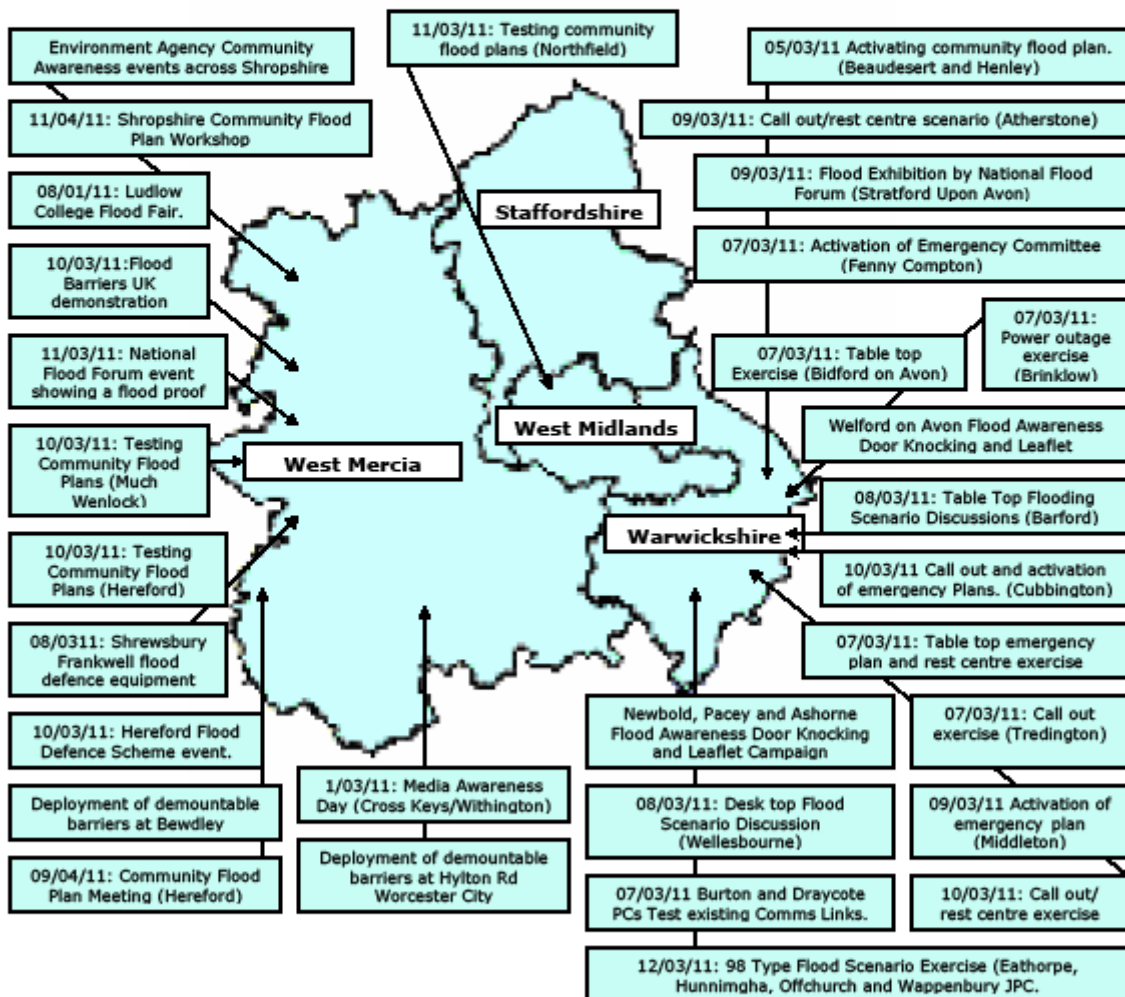 Environment Agency Community
Awareness events across Shropshire
11/04/11: Shropshire Community Flood
Plan Workshop
08/01/11: Ludlow
College Flood Fair.
10/03/11:Flood
Barriers UK
demonstration
11/03/11: National
Flood Forum event
showing a flood proof
10/03/11: Testing
Community Flood
Plans (Much
Wenlock)
10/03/11: Testing
Community Flood
Plans (Hereford)
08/0311: Shrewsbury
Frankwell flood
defence equipment
10/03/11: Hereford Flood
Defence Scheme event.
Deployment of demountable
barriers at Bewdley
09/04/11: Community Flood
Plan Meeting (Hereford)
11/03/11: Testing community
flood plans (Northfield)
Staffordshire
West Midlands
West Mercia
Warwickshire
1/03/11: Media Awareness
Day (Cross Keys/Withington)
Deployment of demountable
barriers at Hylton Rd
Worcester City
05/03/11 Activating community flood plan.
(Beaudesert and Henley)
09/03/11: Call out/rest centre scenario (Atherstone)
09/03/11: Flood Exhibition by National Flood
Forum (Stratford Upon Avon)
07/03/11: Activation of Emergency Committee
(Fenny Compton)
07/03/11: Table top
Exercise (Bidford on Avon)
07/03/11:
Power outage
exercise
(Brinklow)
Welford on Avon Flood Awareness
Door Knocking and Leaflet
08/03/11: Table Top Flooding
Scenario Discussions (Barford)
10/03/11 Call out and activation
of emergency Plans. (Cubbington)
07/03/11: Table top emergency
plan and rest centre exercise
Newbold, Pacey and Ashorne
Flood Awareness Door Knocking
and Leaflet Campaign
07/03/11: Call out
exercise (Tredington)
08/03/11: Desk top Flood
Scenario Discussion
(Wellesbourne)
09/03/11 Activation of
emergency plan
(Middleton)
07/03/11 Burton and Draycote
PCs Test existing Comms Links.
10/03/11: Call out/
rest centre exercise
12/03/11: 98 Type Flood Scenario Exercise (Eathorpe,
Hunnimgha, Offchurch and Wappenbury JPC.